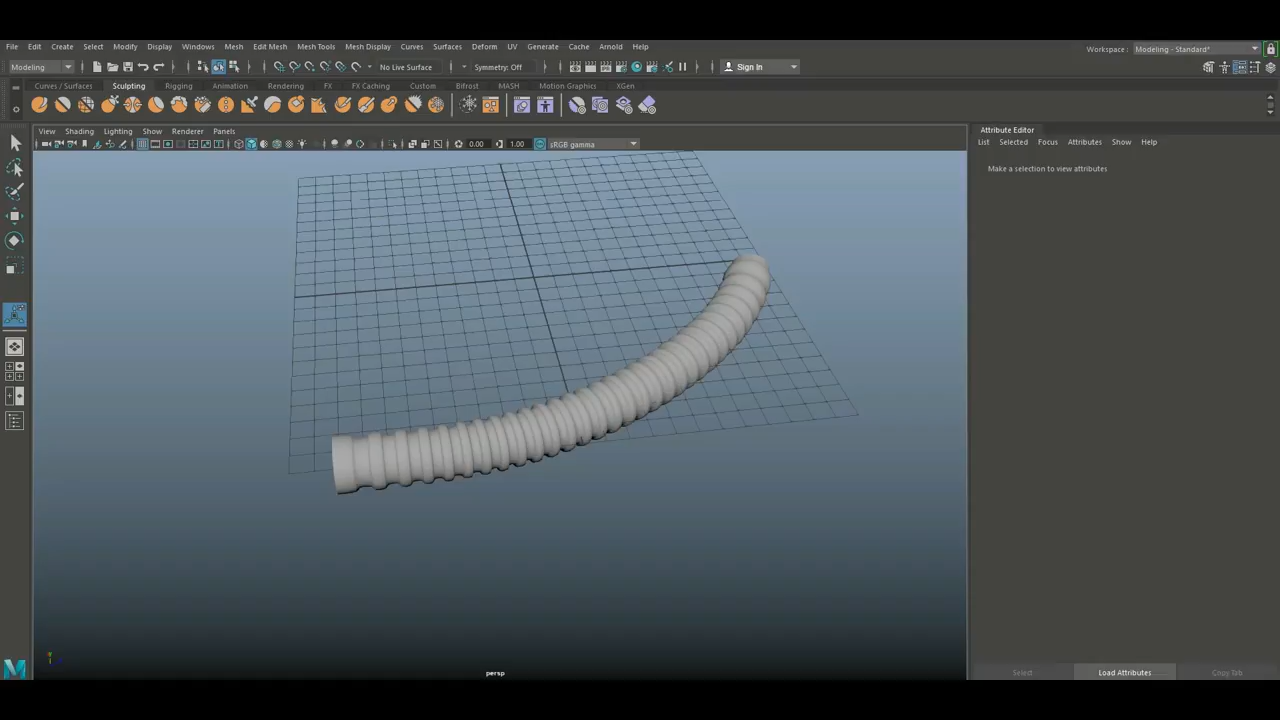 File Edit Create Select Modify Display Windows Mesh Edit Mesh Mesh Tools Mesh Display Curves Surfaces Deform UV Generate Cache Arnold Help
Workspace : Modeling - Standard*
Modeling No Live Surface Symmetry: Off Sign In
Curves / Surfaces Sculpting Rigging Animation Rendering FX FX Caching Custom Bifrost MASH Motion Graphics XGen
View Shading Lighting Show Renderer Panels
0.00 1.00 sRGB gamma
Attribute Editor
List Selected Focus Attributes Show Help
Make a selection to view attributes
persp
Select Load Attributes Copy Tab